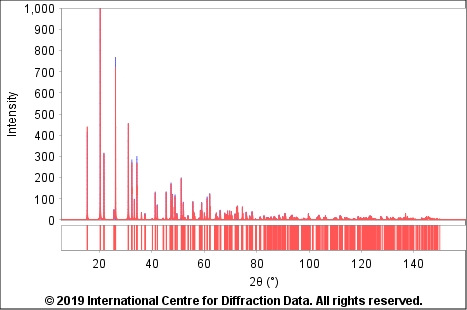 1,000
900
800
700
600
500
400
300
200
100
0
Intensity
20 40 60 80 100 120 140
2θ (°)
© 2019 International Centre for Diffraction Data. All rights reserved.